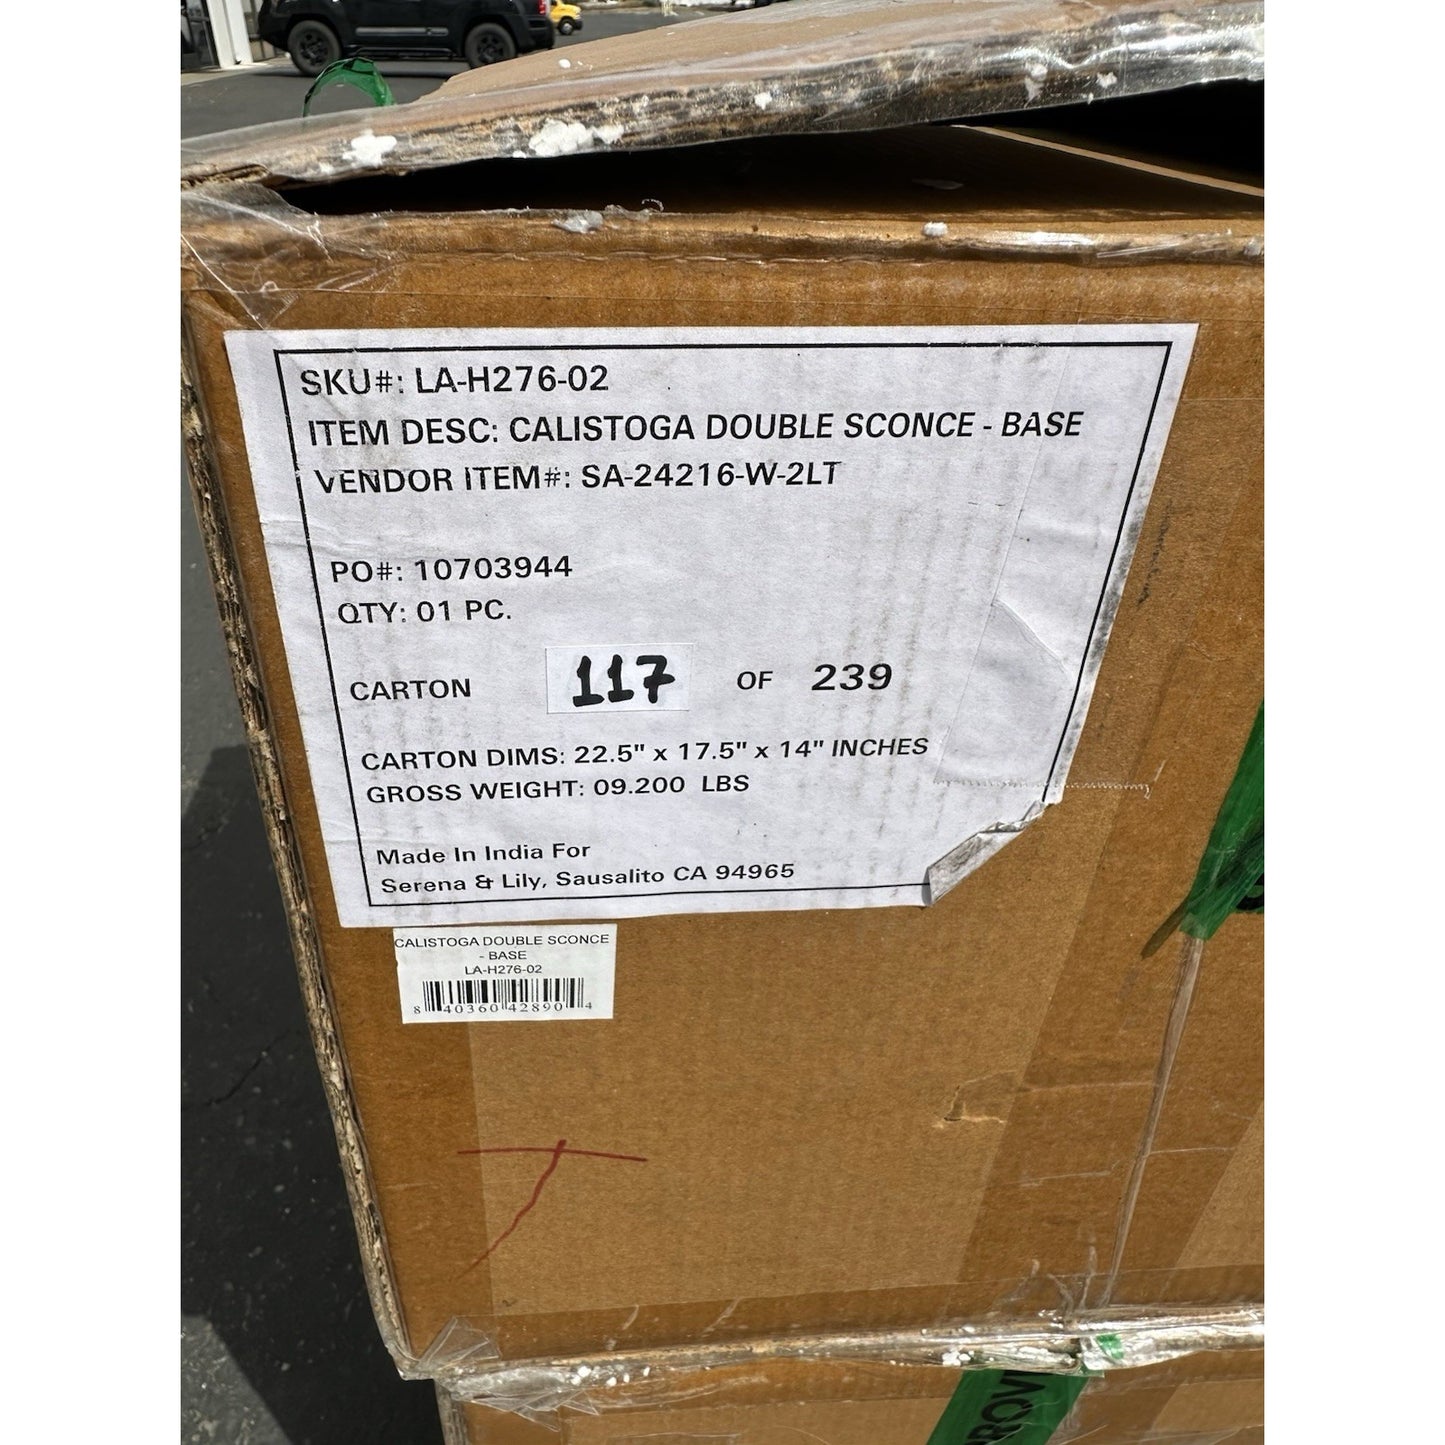 SKU#: LA-H276-02
ITEM DESC: CALISTOGA DOUBLE SCONCE - BASE
VENDOR ITEM#: SA-24216-W-2LT
PO#: 10703944
QTY: 01 PC.
CARTON 117 OF 239
CARTON DIMS: 22.5" x 17.5" x 14" INCHES
GROSS WEIGHT: 09.200 LBS
Made In India For
Serena & Lily, Sausalito CA 94965
CALISTOGA DOUBLE SCONCE
- BASE
LA-H276-02
8 40360 42890 4